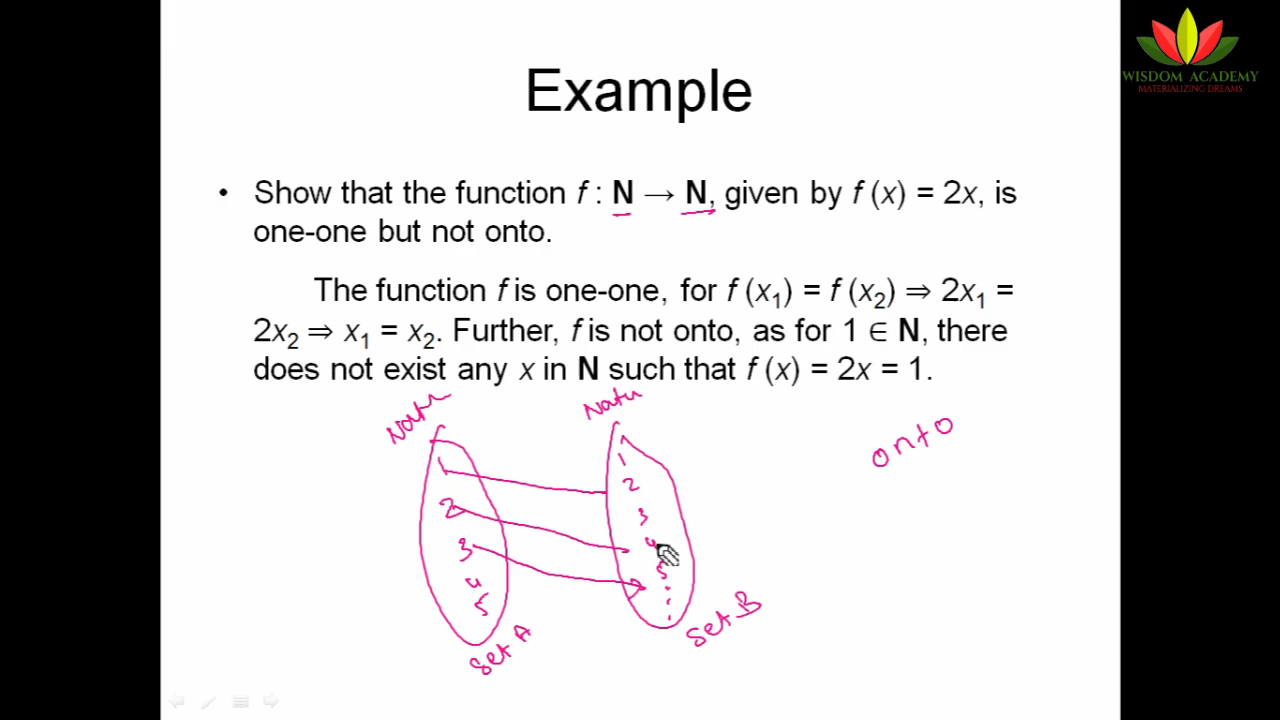 WISDOM ACADEMY
MATERIALIZING DREAMS
Example
• Show that the function f : N → N, given by f (x) = 2x, is
one-one but not onto.
The function f is one-one, for f (x₁) = f (x₂) ⇒ 2x₁ =
2x₂ ⇒ x₁ = x₂. Further, f is not onto, as for 1 ∈ N, there
does not exist any x in N such that f (x) = 2x = 1.
Natu
Natu
onto
1
2
3
4
5
1
2
3
4
5
Set A
Set B